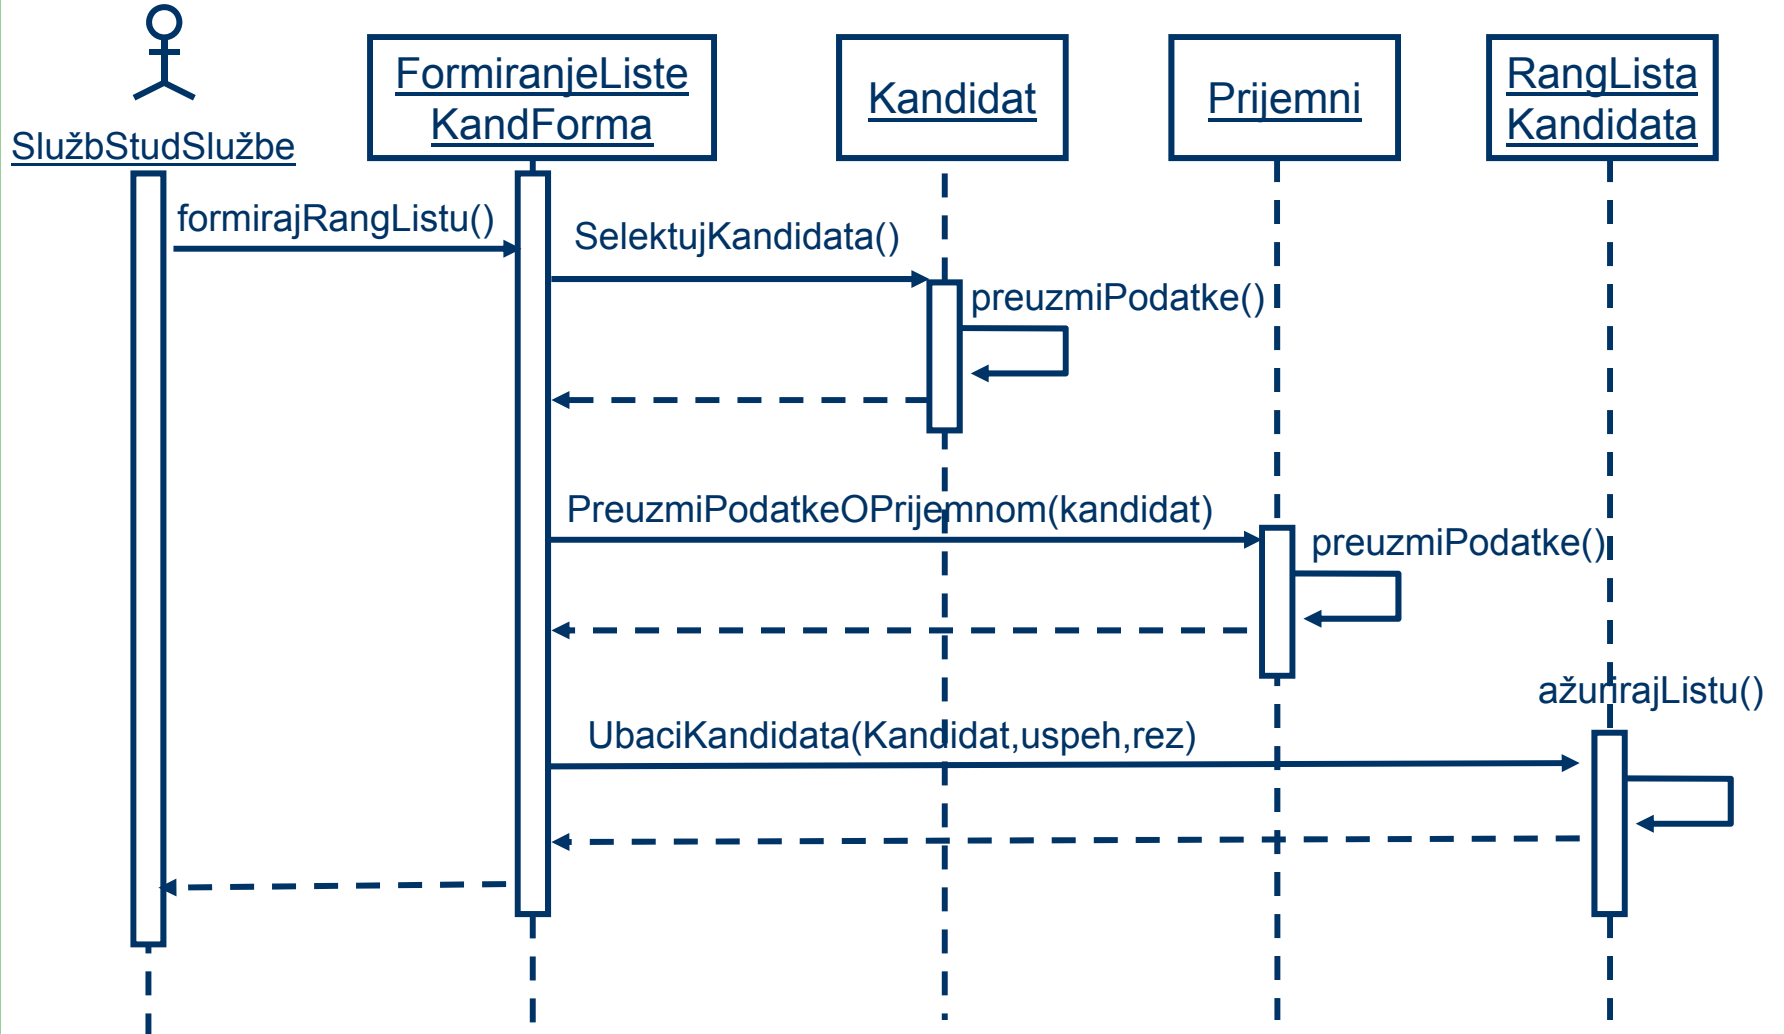 SlužbStudSlužbe
FormiranjeListe
KandForma
Kandidat
Prijemni
RangLista
Kandidata
formirajRangListu()
SelektujKandidata()
preuzmiPodatke()
PreuzmiPodatkeOPrijemnom(kandidat)
preuzmiPodatke()
ažurirajListu()
UbaciKandidata(Kandidat,uspeh,rez)